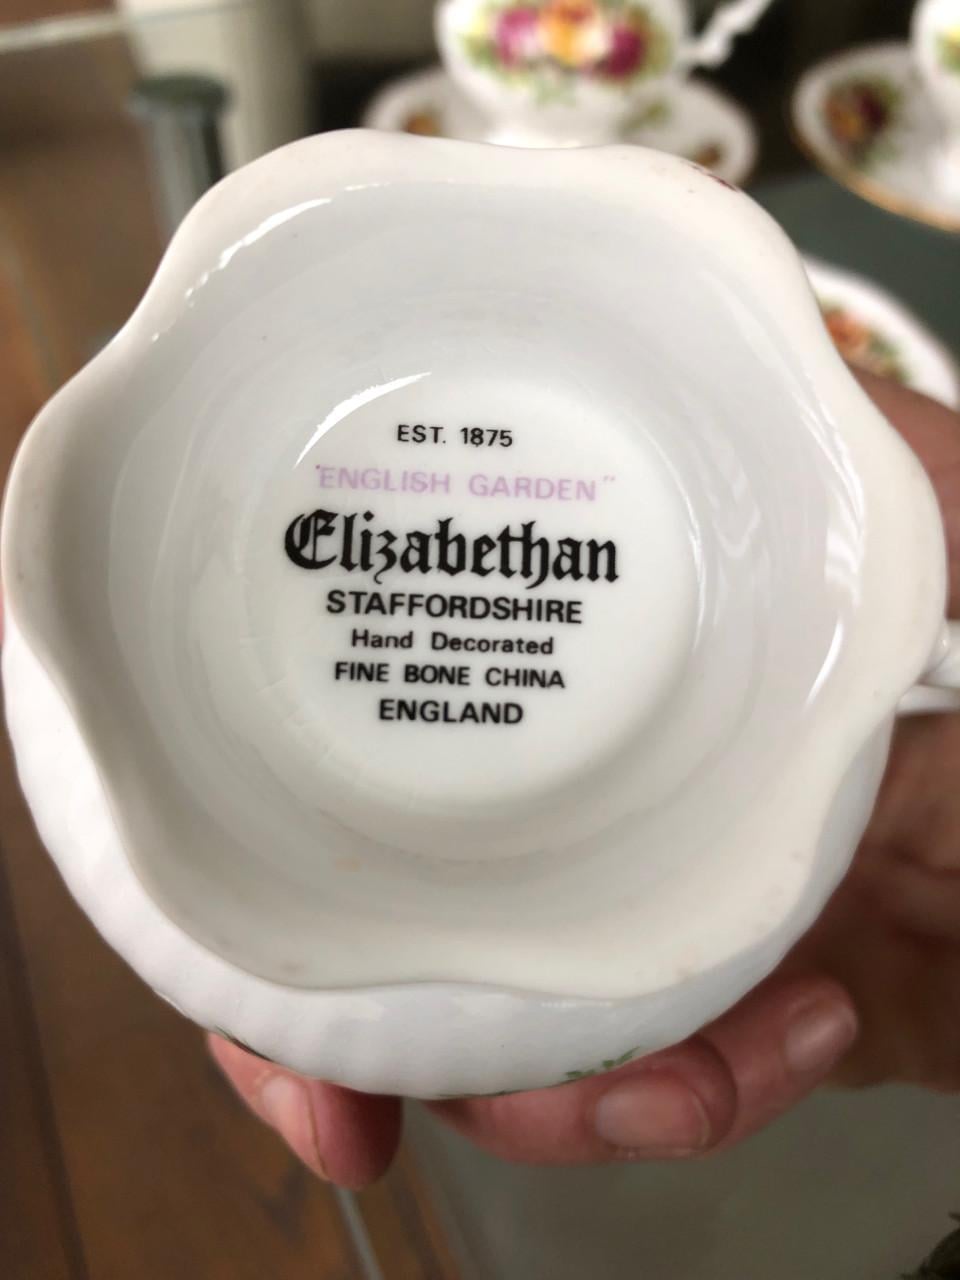 EST. 1875
"ENGLISH GARDEN"
Elizabethan
STAFFORDSHIRE
Hand Decorated
FINE BONE CHINA
ENGLAND